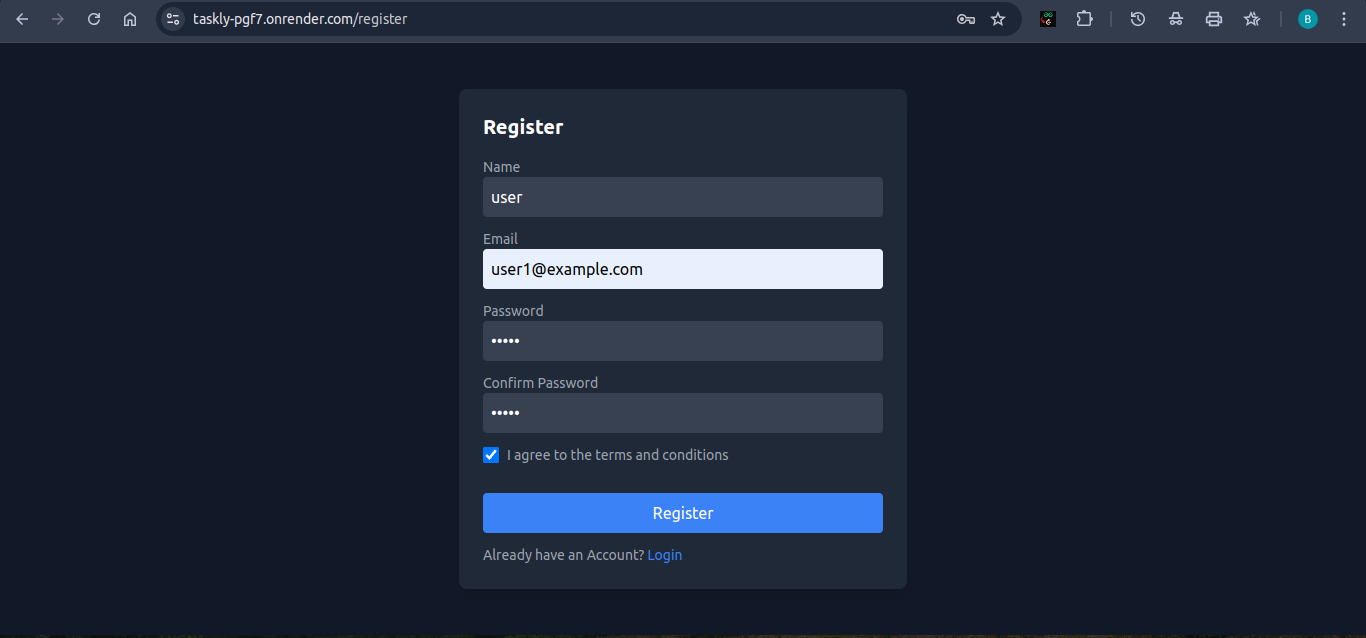 taskly-pgf7.onrender.com/register
B
Register
Name
user
Email
user1@example.com
Password
•••••
Confirm Password
•••••
I agree to the terms and conditions
Register
Already have an Account? Login